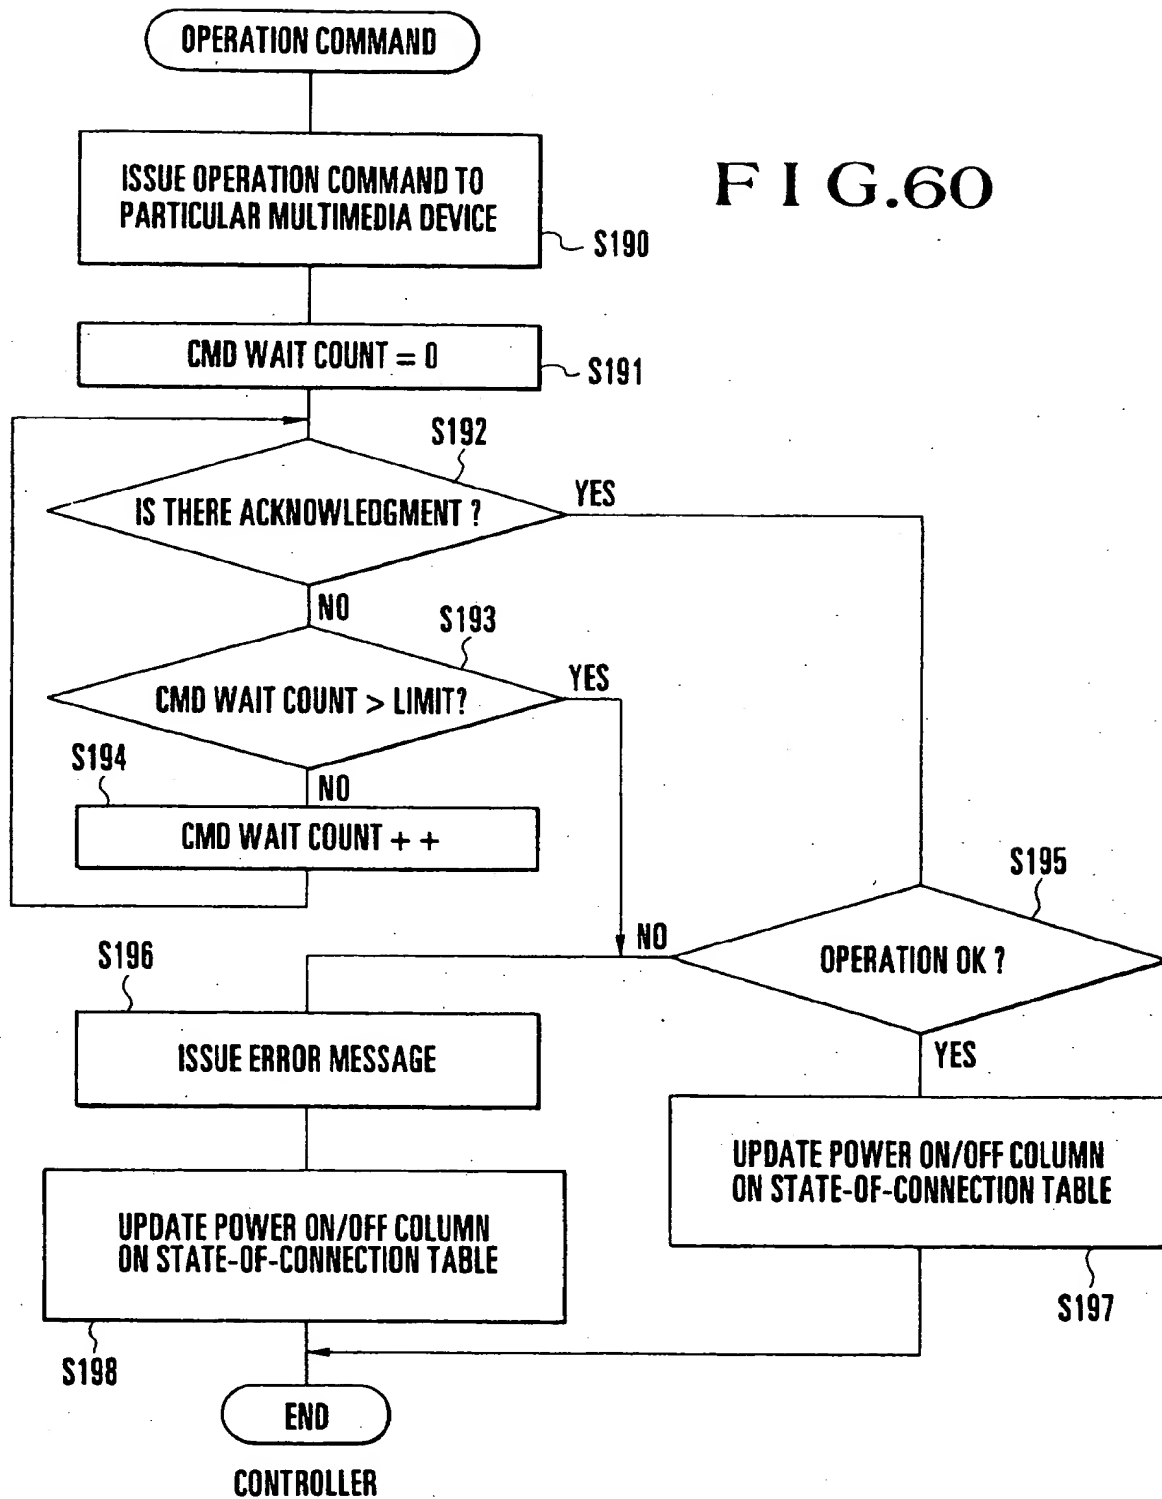 OPERATION COMMAND
ISSUE OPERATION COMMAND TO
PARTICULAR MULTIMEDIA DEVICE
S190
F I G.60
CMD WAIT COUNT = 0
S191
S192
IS THERE ACKNOWLEDGMENT ?
YES
NO
S193
CMD WAIT COUNT > LIMIT?
YES
S194
NO
CMD WAIT COUNT + +
S195
NO
OPERATION OK ?
S196
YES
ISSUE ERROR MESSAGE
UPDATE POWER ON/OFF COLUMN
ON STATE-OF-CONNECTION TABLE
S197
UPDATE POWER ON/OFF COLUMN
ON STATE-OF-CONNECTION TABLE
S198
END
CONTROLLER